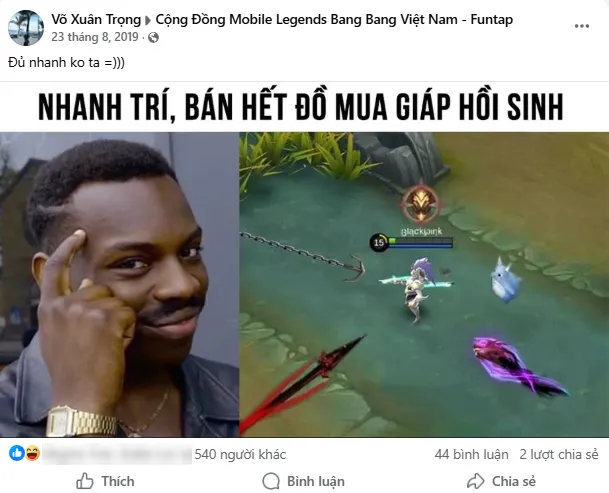 Võ Xuân Trọng ▸ Cộng Đồng Mobile Legends Bang Bang Việt Nam - Funtap
23 tháng 8, 2019 ·
Đủ nhanh ko ta =)))
NHANH TRÍ, BÁN HẾT ĐỒ MUA GIÁP HỒI SINH
15
540 người khác
44 bình luận 2 lượt chia sẻ
Thích Bình luận Chia sẻ